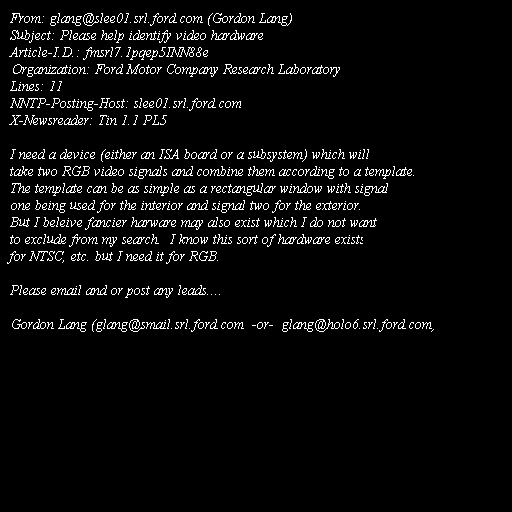 From: glang@slee01.srl.ford.com (Gordon Lang)
Subject: Please help identify video hardware
Article-I.D.: fmsrl7.1pqep5INN88e
Organization: Ford Motor Company Research Laboratory
Lines: 11
NNTP-Posting-Host: slee01.srl.ford.com
X-Newsreader: Tin 1.1 PL5

I need a device (either an ISA board or a subsystem) which will
take two RGB video signals and combine them according to a template.
The template can be as simple as a rectangular window with signal
one being used for the interior and signal two for the exterior.
But I beleive fancier harware may also exist which I do not want
to exclude from my search.  I know this sort of hardware exists
for NTSC, etc. but I need it for RGB.

Please email and or post any leads....

Gordon Lang (glang@smail.srl.ford.com  -or-  glang@holo6.srl.ford.com,